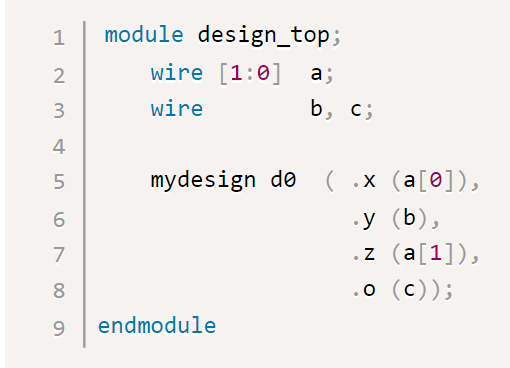 1 module design_top;
2 wire [1:0] a;
3 wire b, c;
4
5 mydesign d0 ( .x (a[0]),
6 .y (b),
7 .z (a[1]),
8 .o (c));
9 endmodule